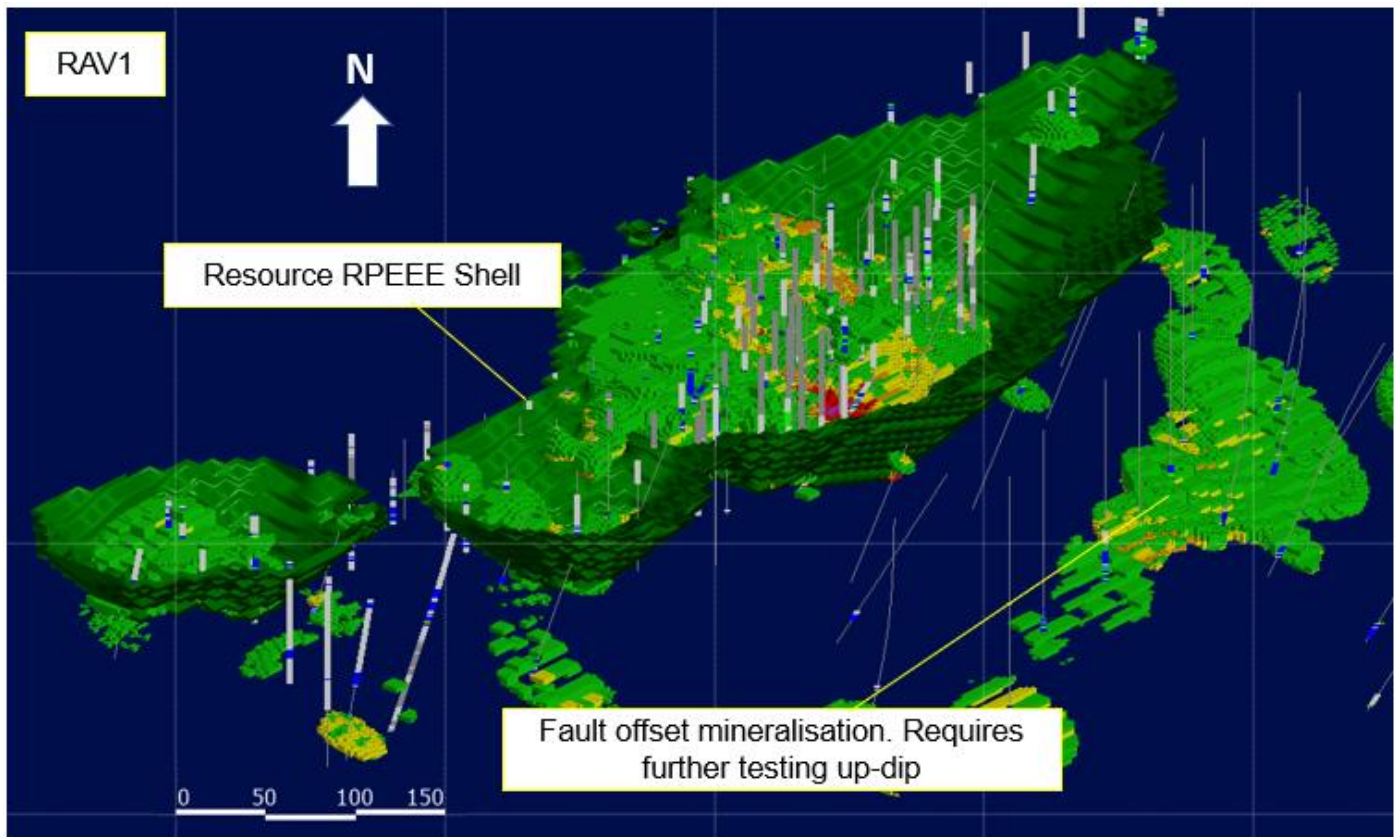 RAV1
N
Resource RPEEE Shell
Fault offset mineralisation. Requires
further testing up-dip
0 50 100 150